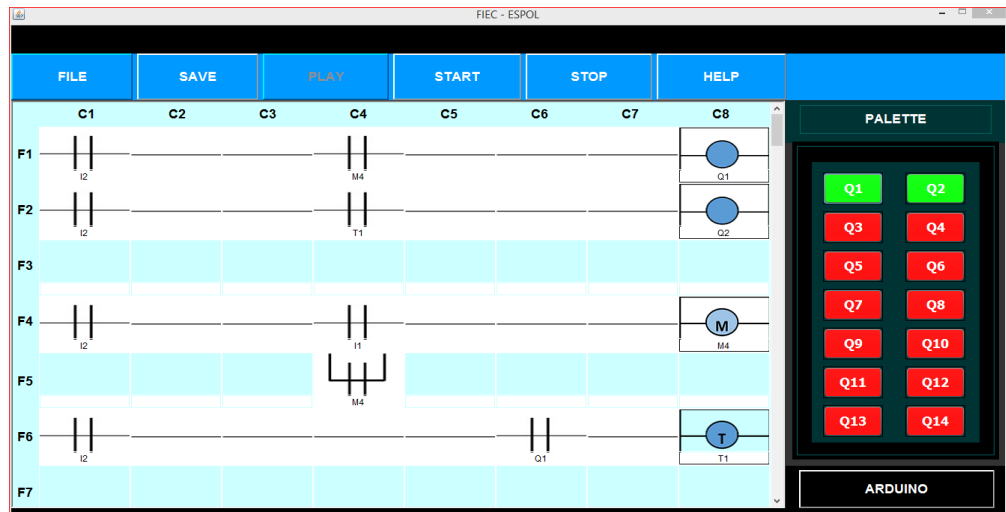 FIEC - ESPOL
FILE SAVE PLAY START STOP HELP
C1 C2 C3 C4 C5 C6 C7 C8
PALETTE
F1
I2 M4 Q1
Q1 Q2
F2
I2 T1 Q2
Q3 Q4
F3
Q5 Q6
Q7 Q8
F4 M
I2 I1 M4
Q9 Q10
F5
Q11 Q12
M4
Q13 Q14
F6 T
I2 Q1 T1
F7
ARDUINO